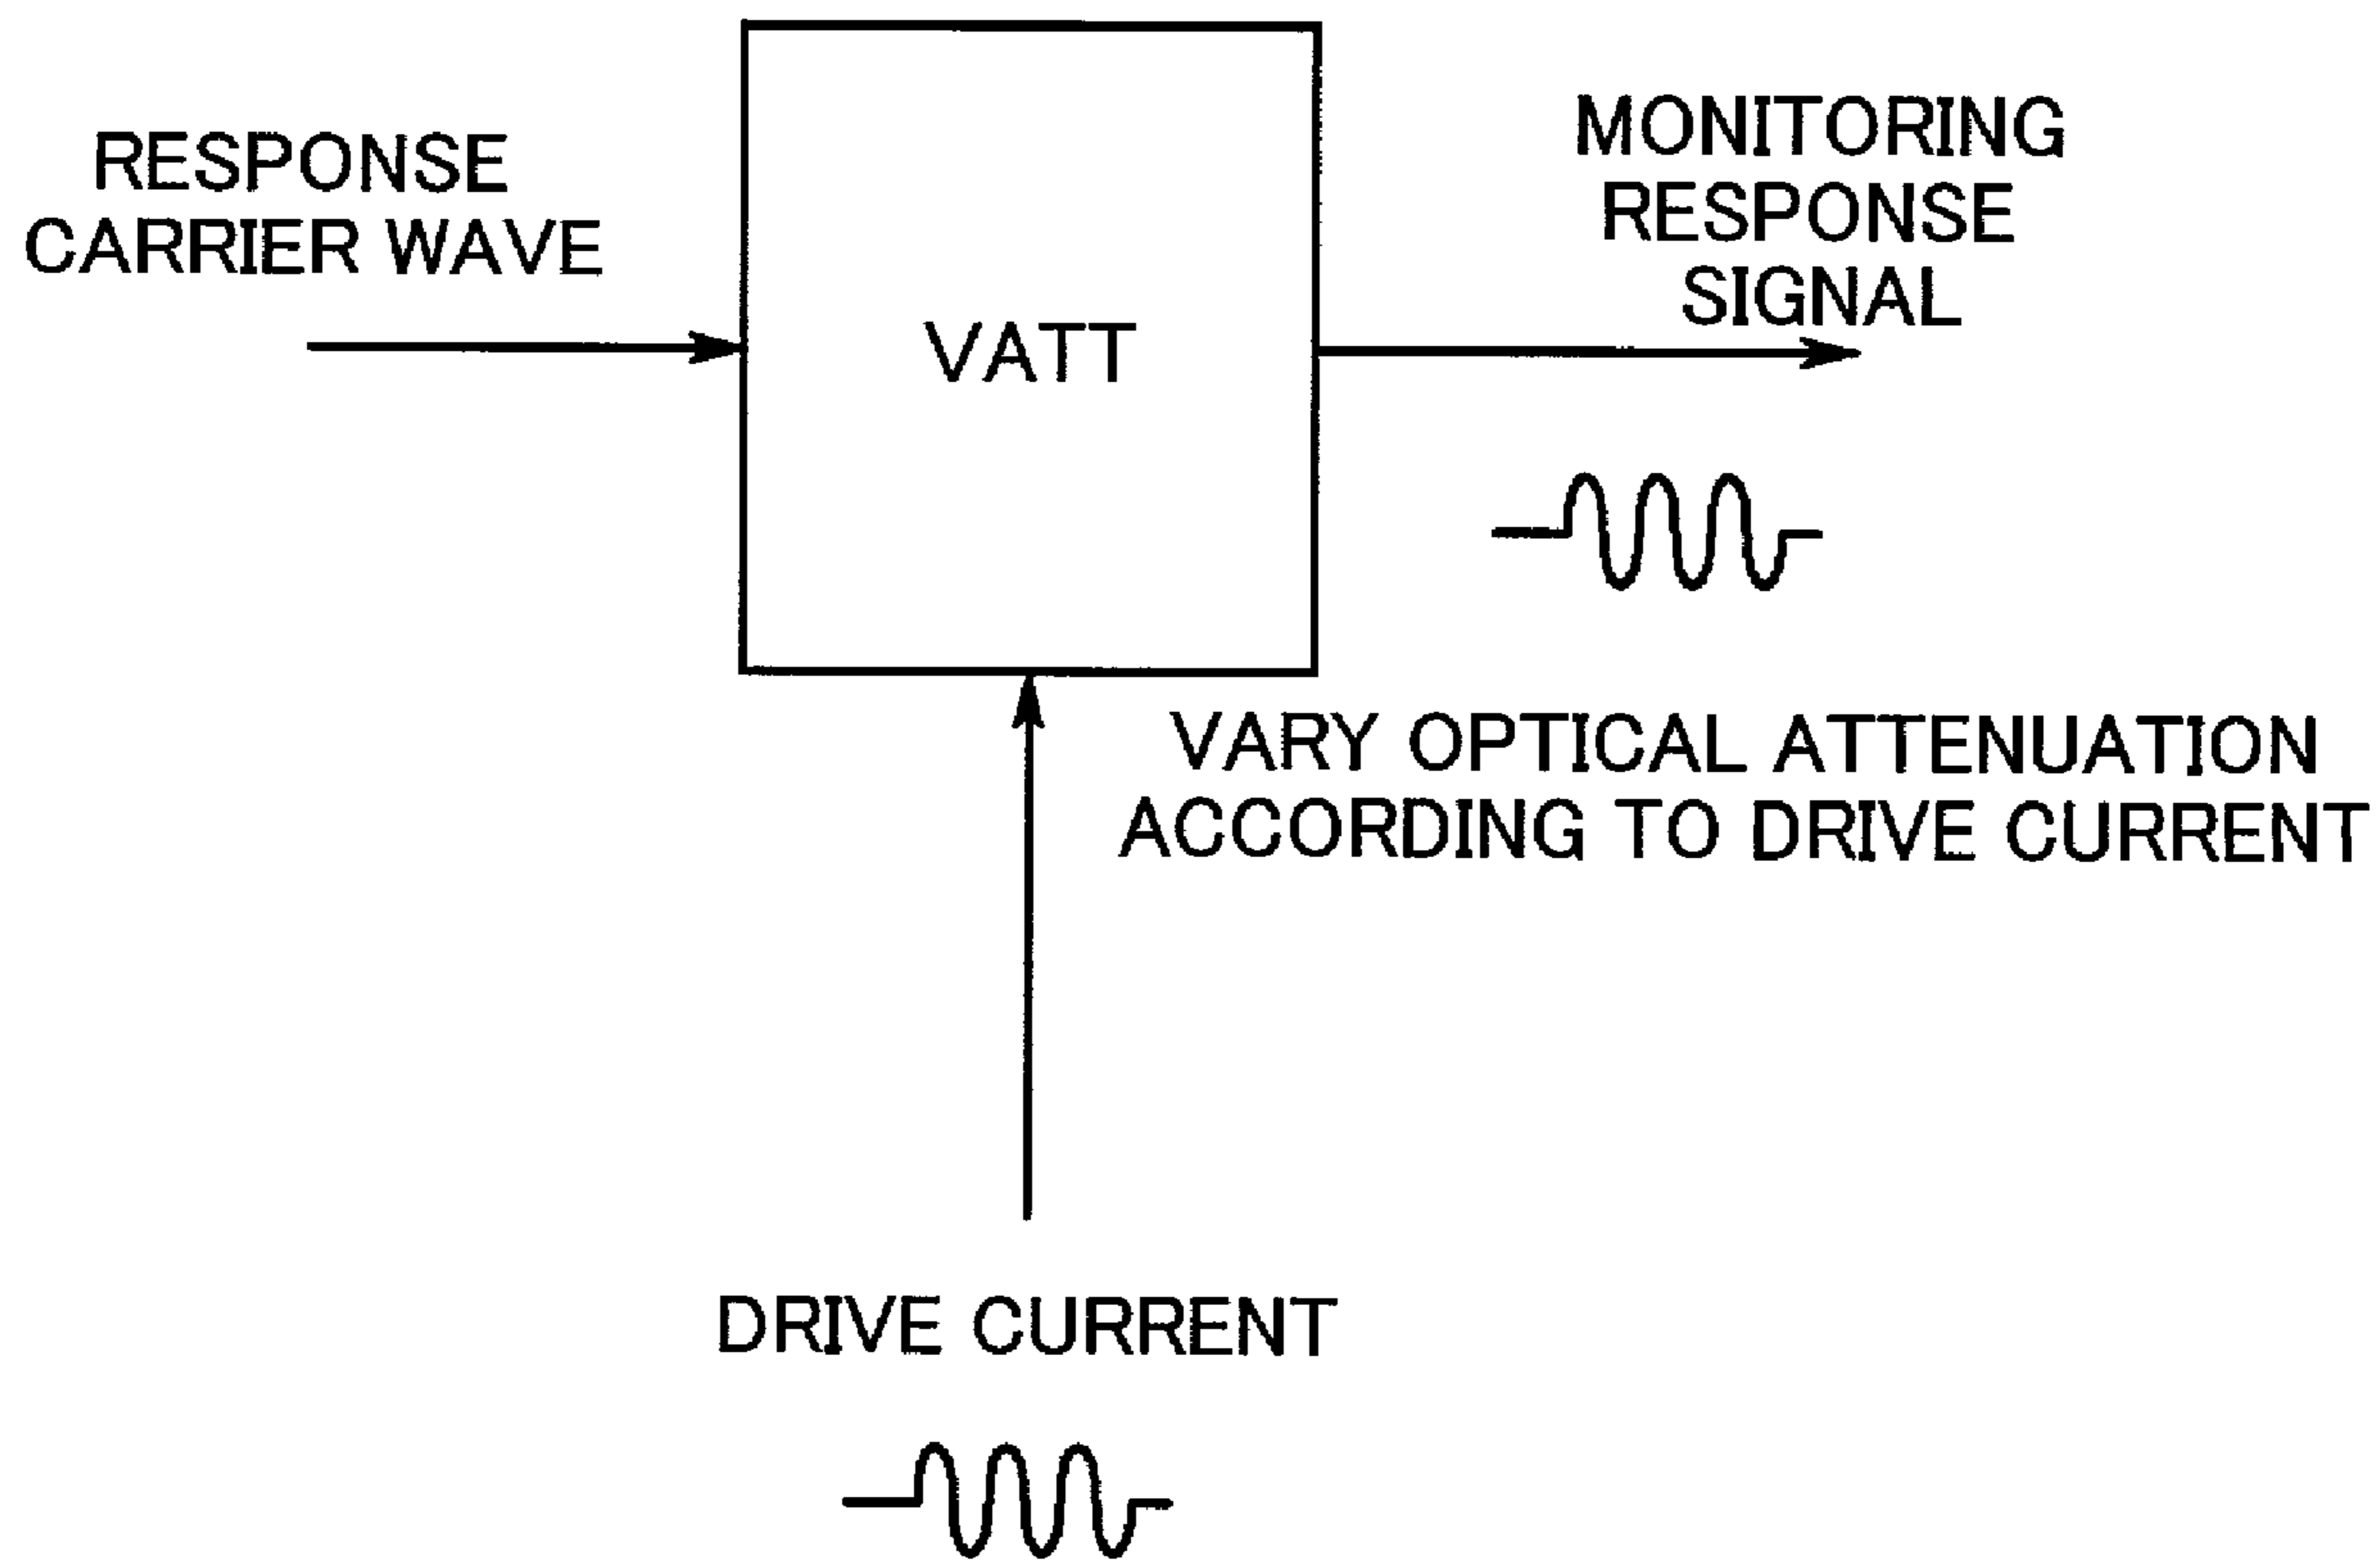 RESPONSE
CARRIER WAVE
VATT
MONITORING
RESPONSE
SIGNAL
VARY OPTICAL ATTENUATION
ACCORDING TO DRIVE CURRENT
DRIVE CURRENT